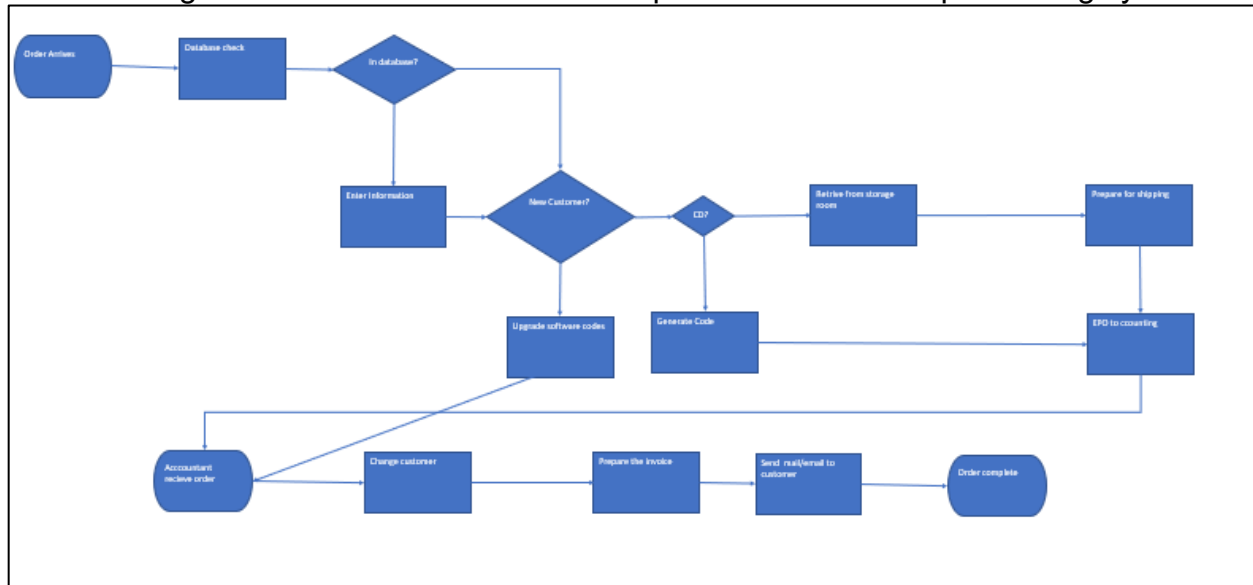 Order Arrives
Database check
In database?
Enter Information
New Customer?
CD?
Retrive from storage
room
Prepare for shipping
Upgrade software codes
Generate Code
EPO to ccounting
Acccountant
recieve order
Change customer
Prepare the invoice
Send mail/email to
customer
Order complete